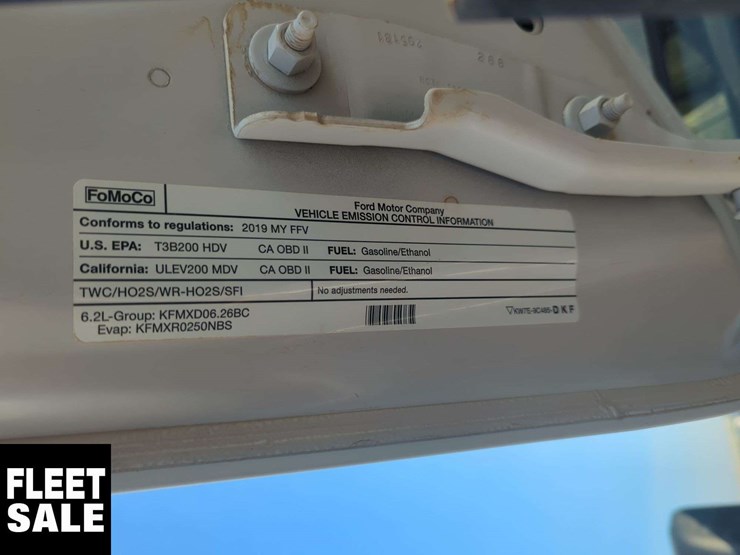 FoMoCo
Ford Motor Company
VEHICLE EMISSION CONTROL INFORMATION
Conforms to regulations: 2019 MY FFV
U.S. EPA: T3B200 HDV CA OBD II FUEL: Gasoline/Ethanol
California: ULEV200 MDV CA OBD II FUEL: Gasoline/Ethanol
TWC/HO2S/WR-HO2S/SFI No adjustments needed.
6.2L-Group: KFMXD06.26BC
Evap: KFMXR0250NBS
DKF
FLEET
SALE